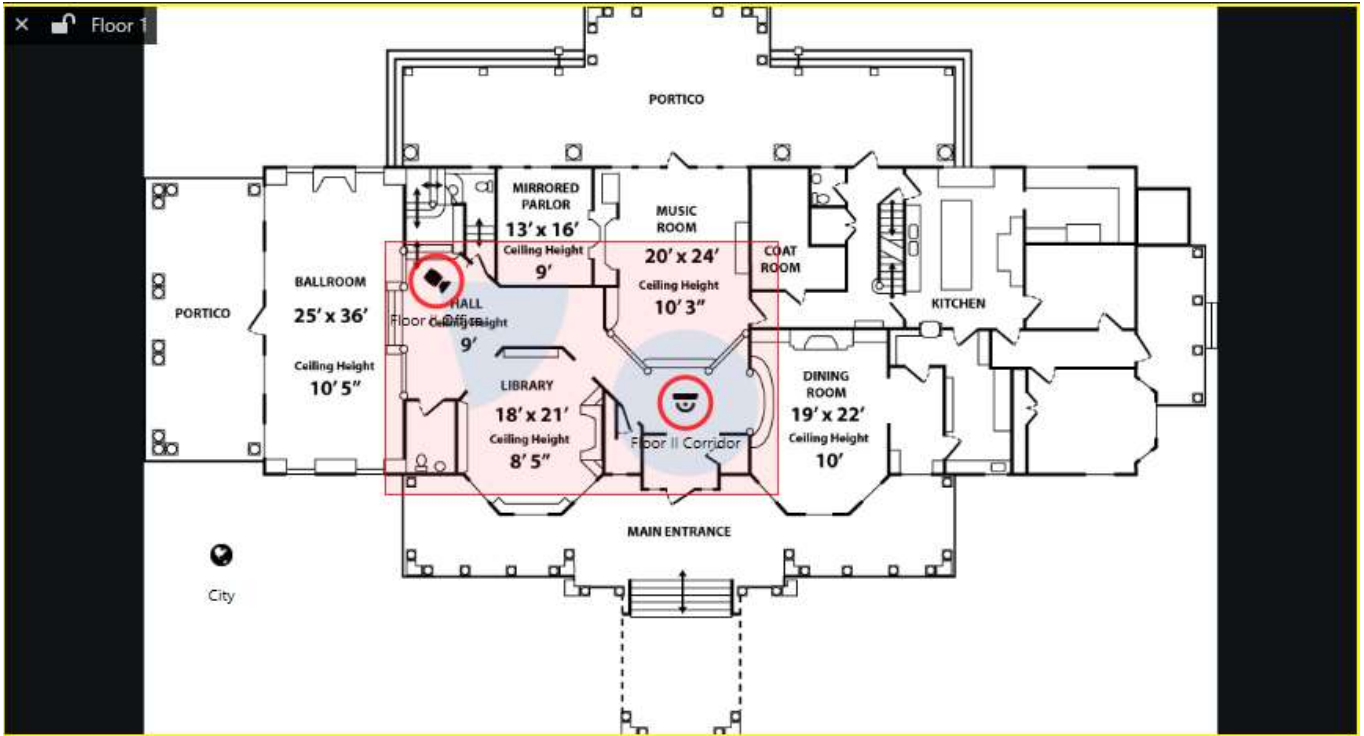 Floor 1
PORTICO
MIRRORED
PARLOR
13′ x 16′
Ceiling Height
9′
MUSIC
ROOM
20′ x 24′
Ceiling Height
10′ 3″
COAT
ROOM
KITCHEN
PORTICO
BALLROOM
25′ x 36′
Ceiling Height
10′ 5″
HALL
Ceiling Height
9′
LIBRARY
18′ x 21′
Ceiling Height
8′ 5″
Floor II Corridor
DINING
ROOM
19′ x 22′
Ceiling Height
10′
MAIN ENTRANCE
City